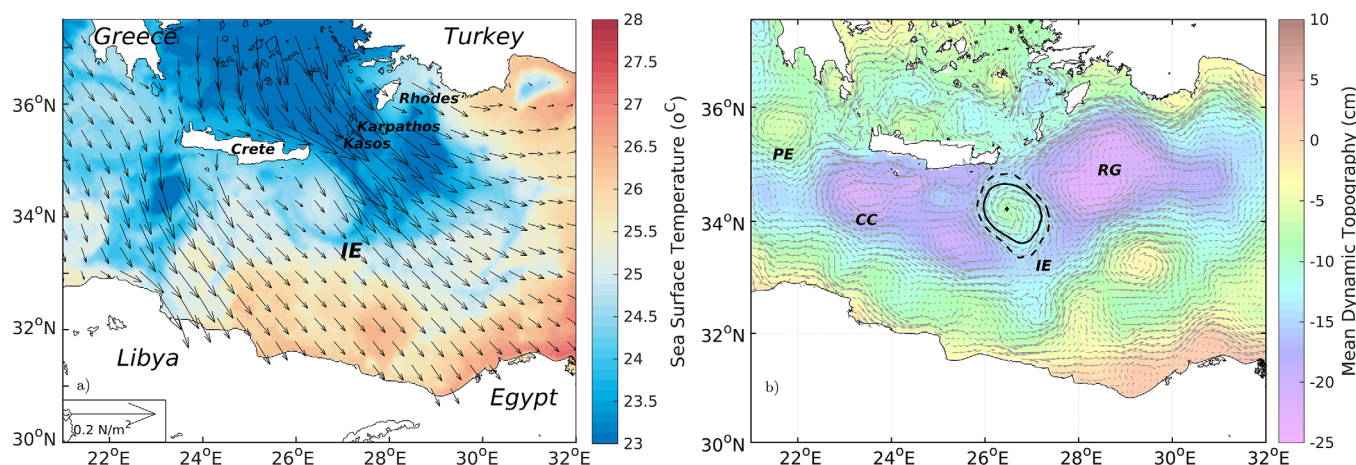 Greece
Turkey
Rhodes
Karpathos
Kasos
Crete
IE
Libya
Egypt
a)
0.2 N/m²
36°N
34°N
32°N
30°N
22°E
24°E
26°E
28°E
30°E
32°E
28
27.5
27
26.5
26
25.5
25
24.5
24
23.5
23
Sea Surface Temperature (o^C)
PE
RG
CC
IE
b)
36°N
34°N
32°N
30°N
22°E
24°E
26°E
28°E
30°E
32°E
10
5
0
-5
-10
-15
-20
-25
Mean Dynamic Topography (cm)